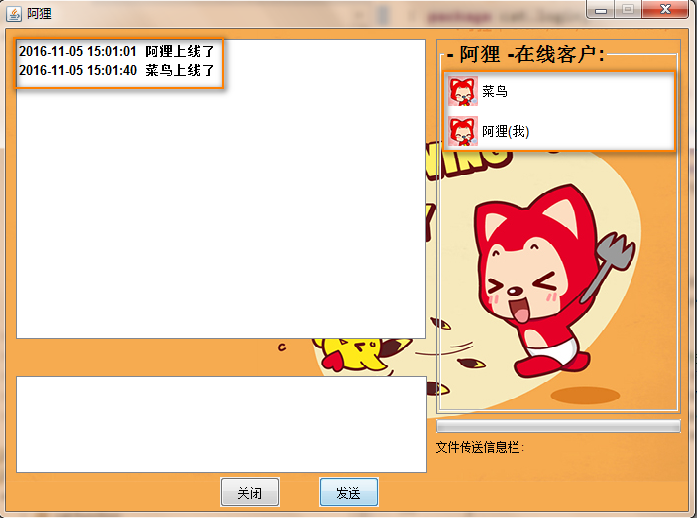 阿狸
2016-11-05 15:01:01 阿狸上线了
2016-11-05 15:01:40 菜鸟上线了
- 阿狸 -在线客户:
菜鸟
阿狸(我)
文件传送信息栏:
关闭
发送